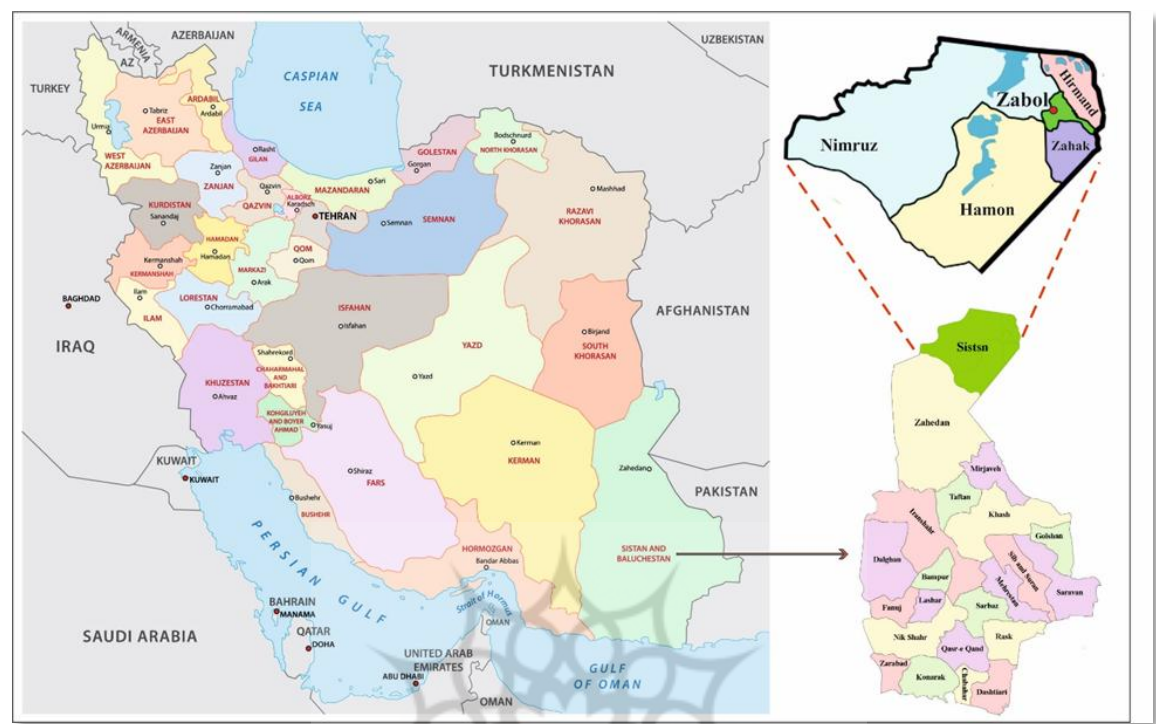 AZERBAIJAN
ARMENIA
AZ
TURKEY
UZBEKISTAN
TURKMENISTAN
CASPIAN
SEA
ARDABIL
Ardabil
Tabriz
EAST
AZERBAIJAN
Urmia
WEST
AZERBAIJAN
Rasht
GILAN
Zanjan
ZANJAN
Qazvin
QAZVIN
ALBORZ
Karadsch
TEHRAN
MAZANDARAN
Sari
GOLESTAN
Gorgan
Bodschnurd
NORTH KHORASAN
Mashhad
RAZAVI
KHORASAN
Semnan
SEMNAN
KURDISTAN
Sanandaj
HAMADAN
Hamadan
QOM
Qom
MARKAZI
Arak
Kermanshah
KERMANSHAH
Ilam
ILAM
LORESTAN
Chorramabad
BAGHDAD
IRAQ
ISFAHAN
Isfahan
YAZD
Yazd
Birjand
SOUTH
KHORASAN
AFGHANISTAN
KHUZESTAN
Ahvaz
Shahrekord
CHAHARMAHAL
AND
BAKHTIARI
KOHGILUYEH
AND BOYER
AHMAD
Yasuj
Kerman
KERMAN
Zahedan
PAKISTAN
KUWAIT
KUWAIT
Shiraz
FARS
Bushehr
BUSHEHR
PERSIAN GULF
HORMOZGAN
Bandar Abbas
Strait of Hormus
SISTAN AND
BALUCHESTAN
BAHRAIN
MANAMA
QATAR
DOHA
SAUDI ARABIA
OMAN
UNITED ARAB
EMIRATES
ABU DHABI
OMAN
GULF
OF OMAN
Zabol
Hirmand
Nimruz
Zahak
Hamon
Sistsn
Zahedan
Mirjaveh
Taftan
Iranshahr
Khash
Golshan
Dalghan
Sib and Suran
Bampur
Mehrestan
Saravan
Fanuj
Lashar
Sarbaz
Nik Shahr
Qasr-e Qand
Rask
Zarabad
Konarak
Chabahar
Dashtiari